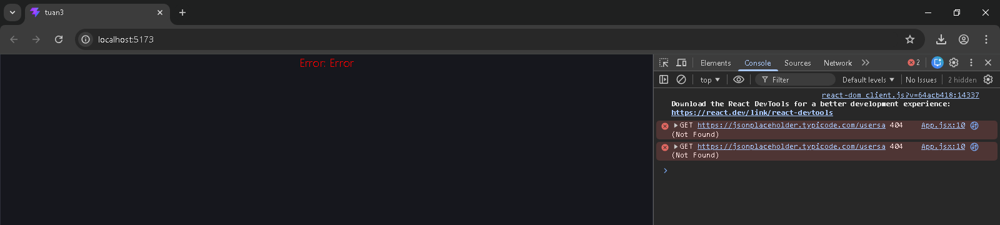 tuan3
localhost:5173
Error: Error
Elements Console Sources Network 2
top Filter Default levels No Issues 2 hidden
react-dom_client.js?v=64acb418:14337
Download the React DevTools for a better development experience:
https://react.dev/link/react-devtools
GET https://jsonplaceholder.typicode.com/usersa 404 App.jsx:10
(Not Found)
GET https://jsonplaceholder.typicode.com/usersa 404 App.jsx:10
(Not Found)